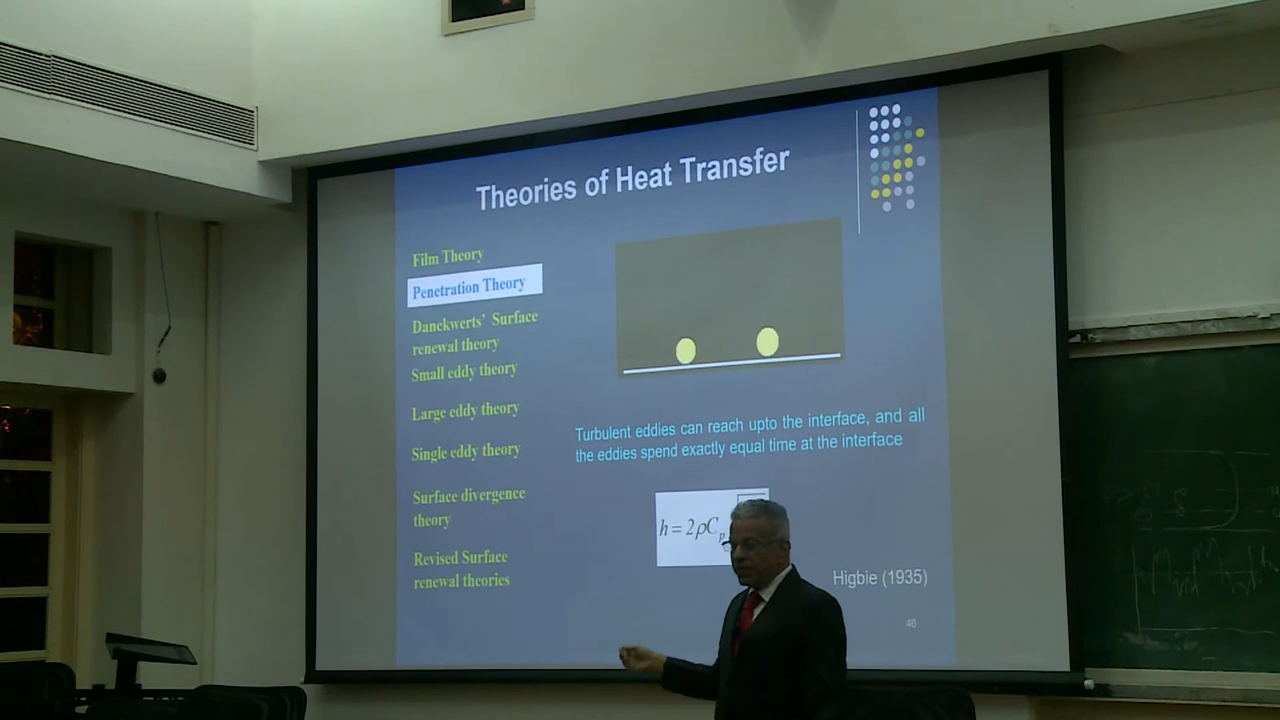 Theories of Heat Transfer
Film Theory
Penetration Theory
Danckwerts' Surface
renewal theory
Small eddy theory
Large eddy theory
Single eddy theory
Surface divergence
theory
Revised Surface
renewal theories
Turbulent eddies can reach upto the interface, and all
the eddies spend exactly equal time at the interface
h = 2ρCp
Higbie (1935)
48